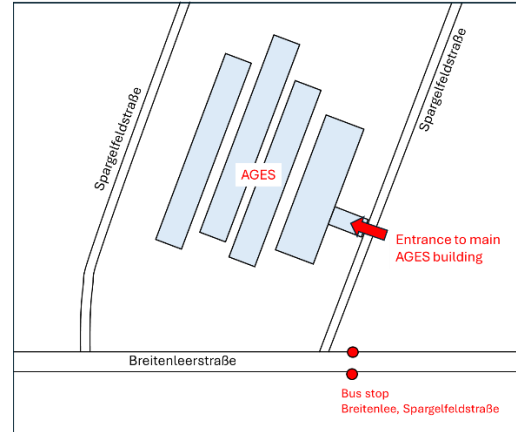 Spargelfeldstraße
Spargelfeldstraße
AGES
Entrance to main
AGES building
Breitenleerstraße
Bus stop
Breitenlee, Spargelfeldstraße